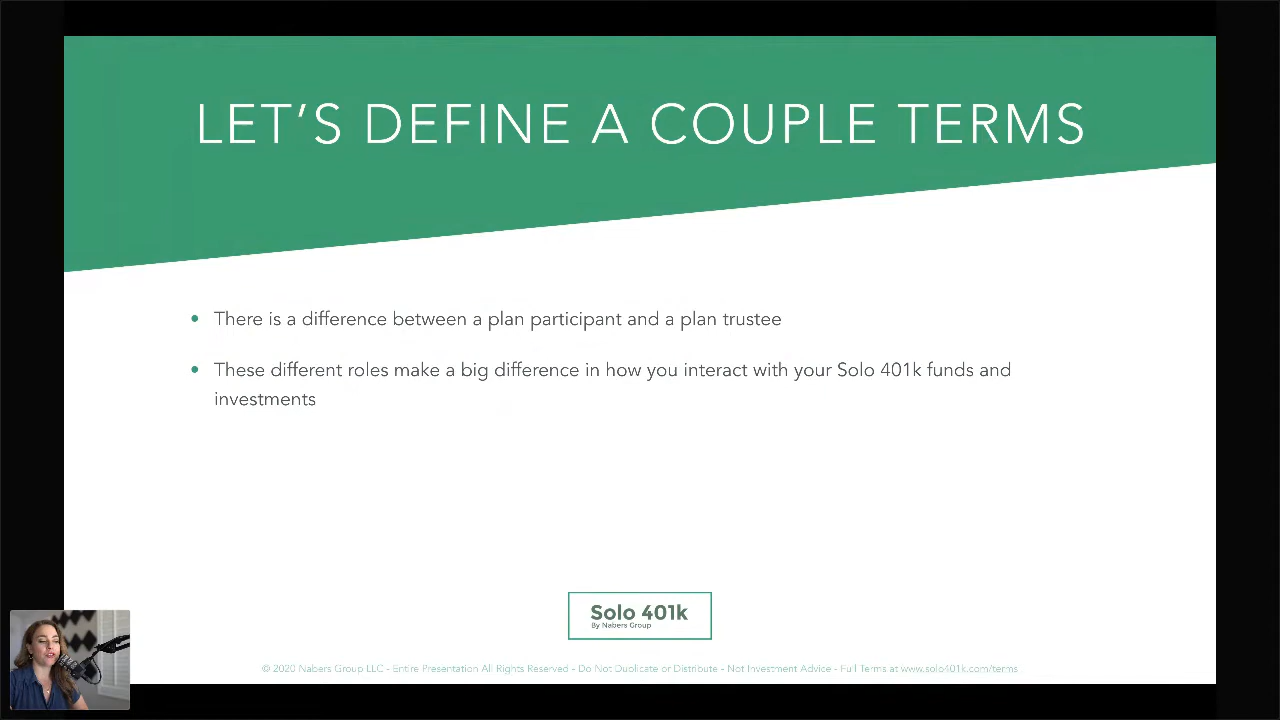 LET’S DEFINE A COUPLE TERMS
• There is a difference between a plan participant and a plan trustee
• These different roles make a big difference in how you interact with your Solo 401k funds and
investments
Solo 401k
By Nabers Group
© 2020 Nabers Group LLC - Entire Presentation All Rights Reserved - Do Not Duplicate or Distribute - Not Investment Advice - Full Terms at www.solo401k.com/terms